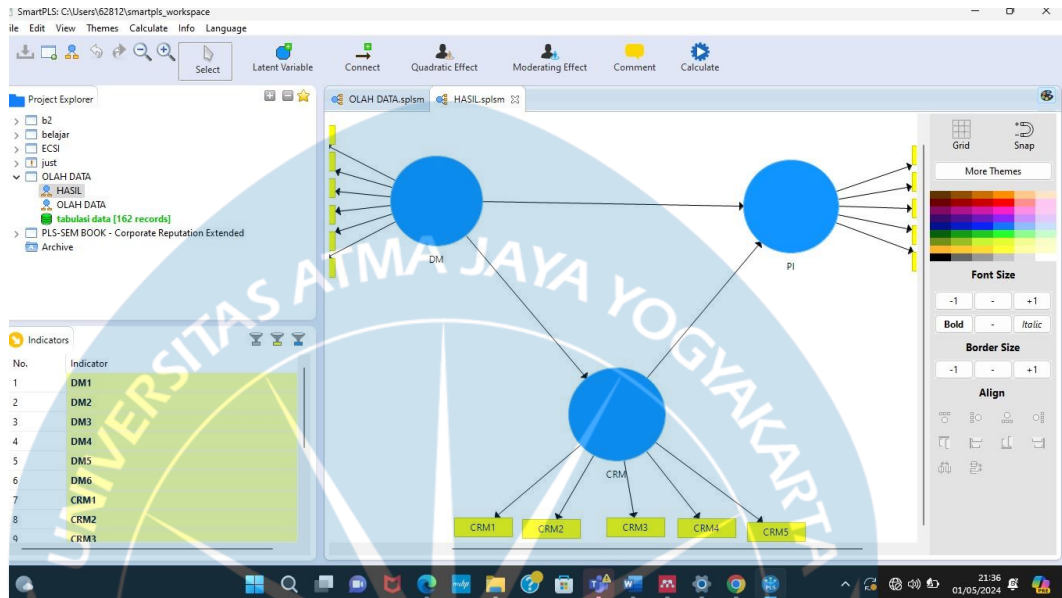 SmartPLS: C:\Users\62812\smartpls_workspace
ile Edit View Themes Calculate Info Language
Select
Latent Variable
Connect
Quadratic Effect
Moderating Effect
Comment
Calculate
Project Explorer
b2
belajar
ECSI
just
OLAH DATA
HASIL
OLAH DATA
tabulasi data [162 records]
PLS-SEM BOOK - Corporate Reputation Extended
Archive
Indicators
No. Indicator
1 DM1
2 DM2
3 DM3
4 DM4
5 DM5
6 DM6
7 CRM1
8 CRM2
9 CRM3
OLAH DATA.splsm
HASIL.splsm
DM
PI
CRM
CRM1
CRM2
CRM3
CRM4
CRM5
Grid
Snap
More Themes
Font Size
-1 - +1
Bold - Italic
Border Size
-1 - +1
Align
UNIVERSITAS ATMA JAYA YOGYAKARTA
21:36
01/05/2024